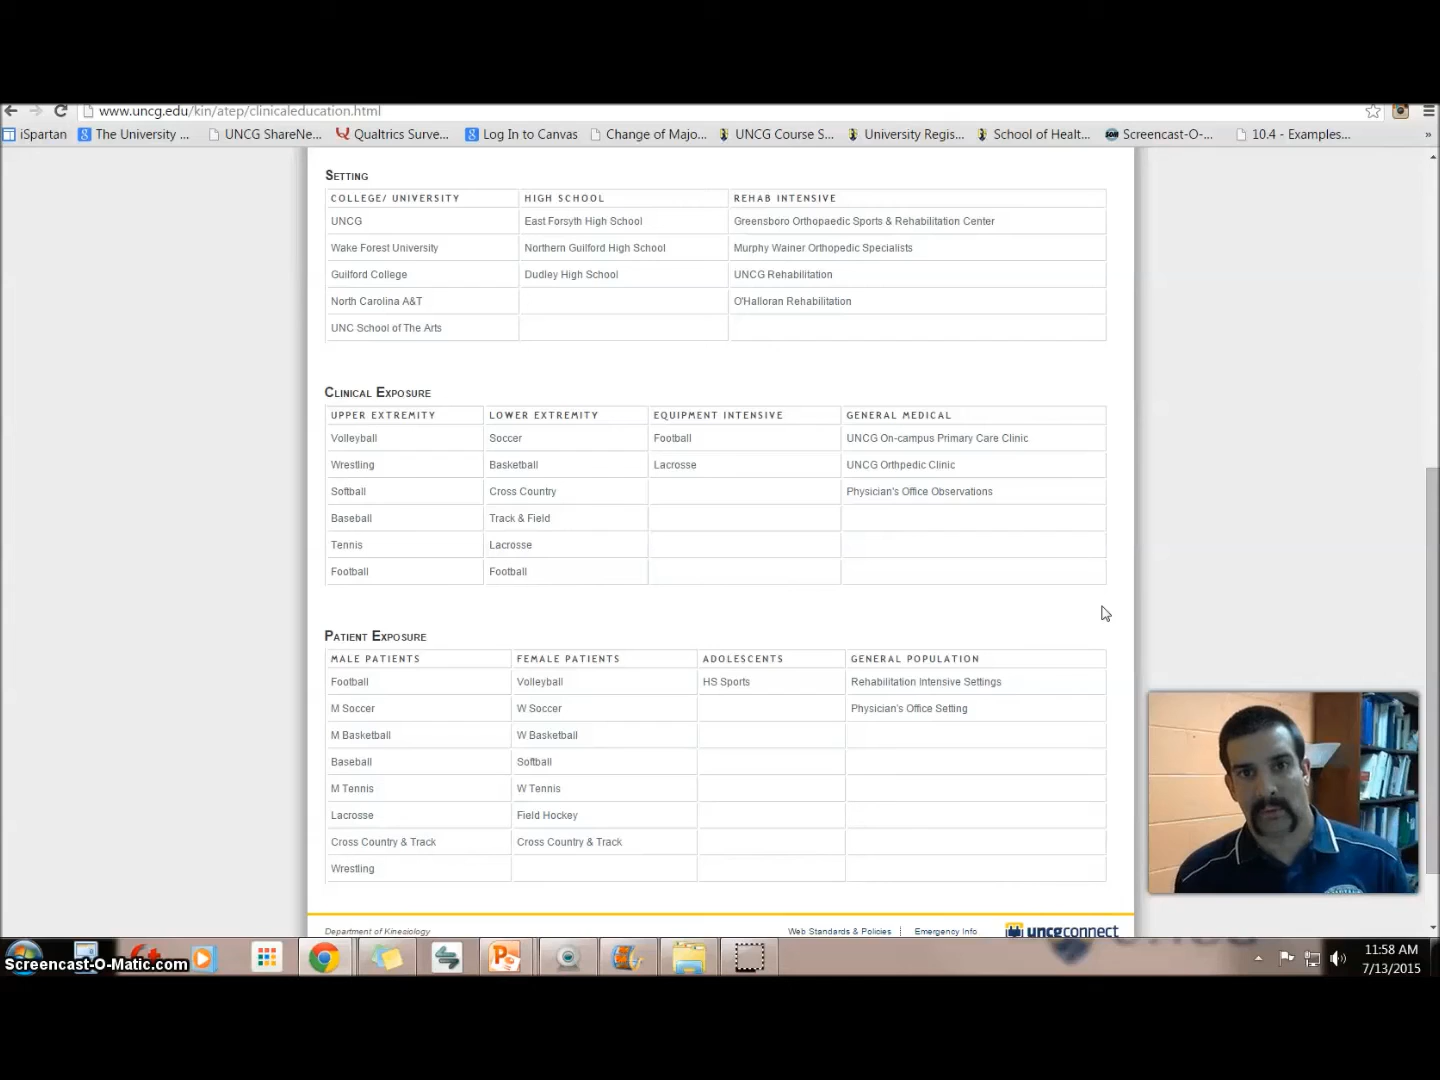 www.uncg.edu/kin/atep/clinicaleducation.html
iSpartan The University ... UNCG ShareNe... Qualtrics Surve... Log In to Canvas Change of Majo... UNCG Course S... University Regis... School of Healt... Screencast-O-... 10.4 - Examples... »
SETTING
COLLEGE/ UNIVERSITY HIGH SCHOOL REHAB INTENSIVE
UNCG East Forsyth High School Greensboro Orthopaedic Sports & Rehabilitation Center
Wake Forest University Northern Guilford High School Murphy Wainer Orthopedic Specialists
Guilford College Dudley High School UNCG Rehabilitation
North Carolina A&T O'Halloran Rehabilitation
UNC School of The Arts
CLINICAL EXPOSURE
UPPER EXTREMITY LOWER EXTREMITY EQUIPMENT INTENSIVE GENERAL MEDICAL
Volleyball Soccer Football UNCG On-campus Primary Care Clinic
Wrestling Basketball Lacrosse UNCG Orthpedic Clinic
Softball Cross Country Physician's Office Observations
Baseball Track & Field
Tennis Lacrosse
Football Football
PATIENT EXPOSURE
MALE PATIENTS FEMALE PATIENTS ADOLESCENTS GENERAL POPULATION
Football Volleyball HS Sports Rehabilitation Intensive Settings
M Soccer W Soccer Physician's Office Setting
M Basketball W Basketball
Baseball Softball
M Tennis W Tennis
Lacrosse Field Hockey
Cross Country & Track Cross Country & Track
Wrestling
Department of Kinesiology Web Standards & Policies Emergency Info uncgconnect
Screencast-O-Matic.com
11:58 AM
7/13/2015